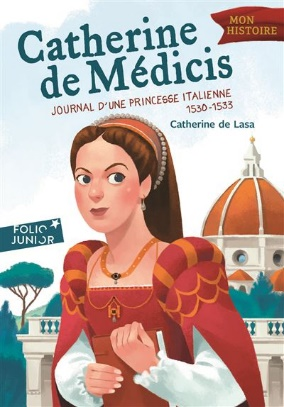 MON
HISTOIRE
Catherine
de Médicis
JOURNAL D'UNE PRINCESSE ITALIENNE
1530-1533
Catherine de Lasa
FOLIO
JUNIOR